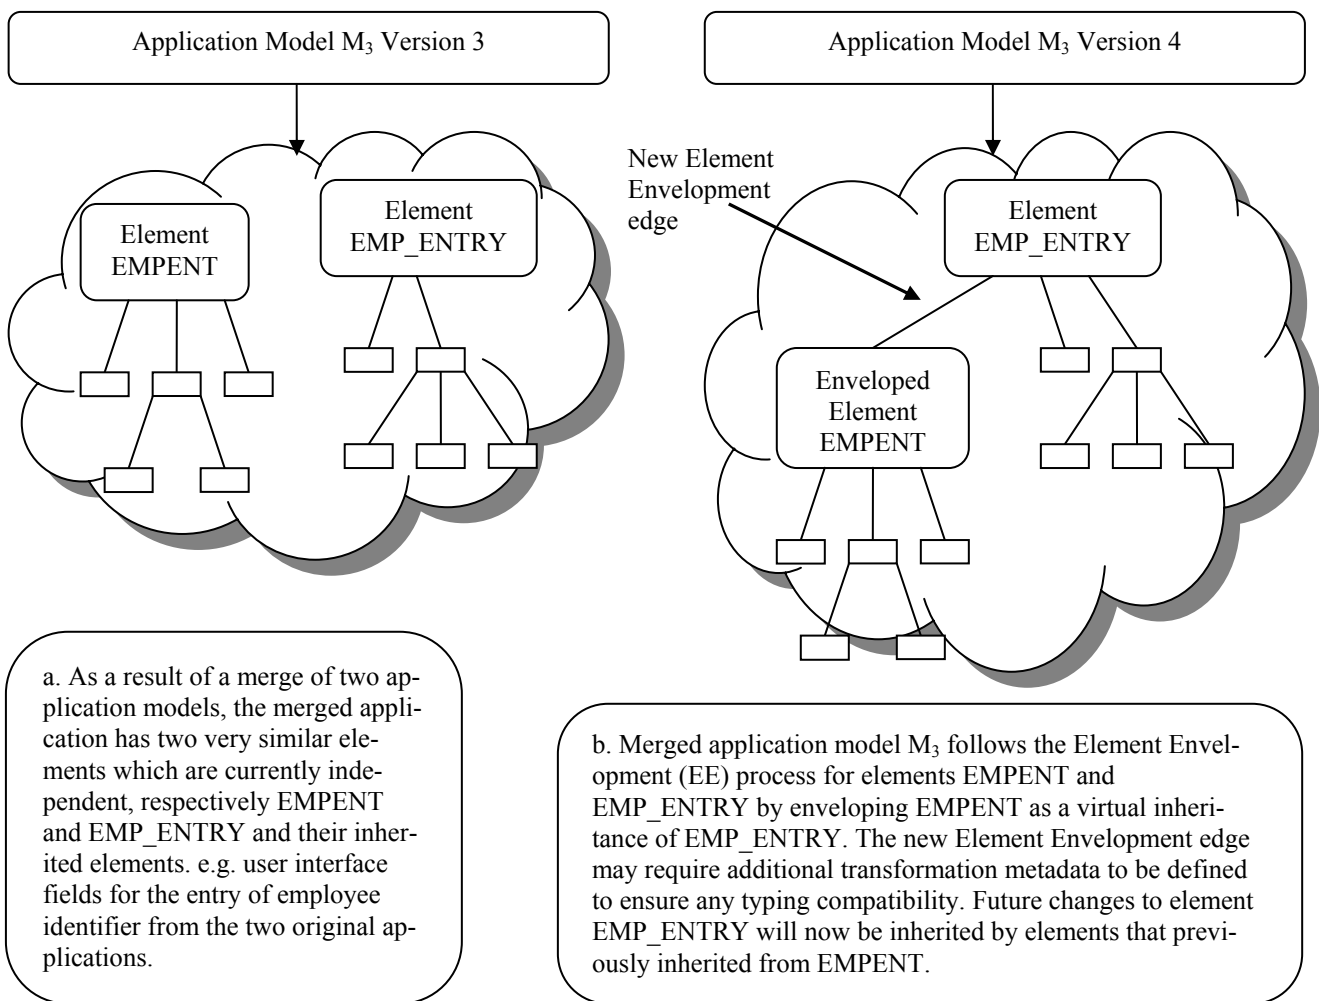 Application Model M₃ Version 3
Element
EMPENT
Element
EMP_ENTRY
a. As a result of a merge of two ap-
plication models, the merged appli-
cation has two very similar ele-
ments which are currently inde-
pendent, respectively EMPENT
and EMP_ENTRY and their inher-
ited elements. e.g. user interface
fields for the entry of employee
identifier from the two original ap-
plications.
Application Model M₃ Version 4
New Element
Envelopment
edge
Element
EMP_ENTRY
Enveloped
Element
EMPENT
b. Merged application model M₃ follows the Element Envel-
opment (EE) process for elements EMPENT and
EMP_ENTRY by enveloping EMPENT as a virtual inheri-
tance of EMP_ENTRY. The new Element Envelopment edge
may require additional transformation metadata to be defined
to ensure any typing compatibility. Future changes to element
EMP_ENTRY will now be inherited by elements that previ-
ously inherited from EMPENT.